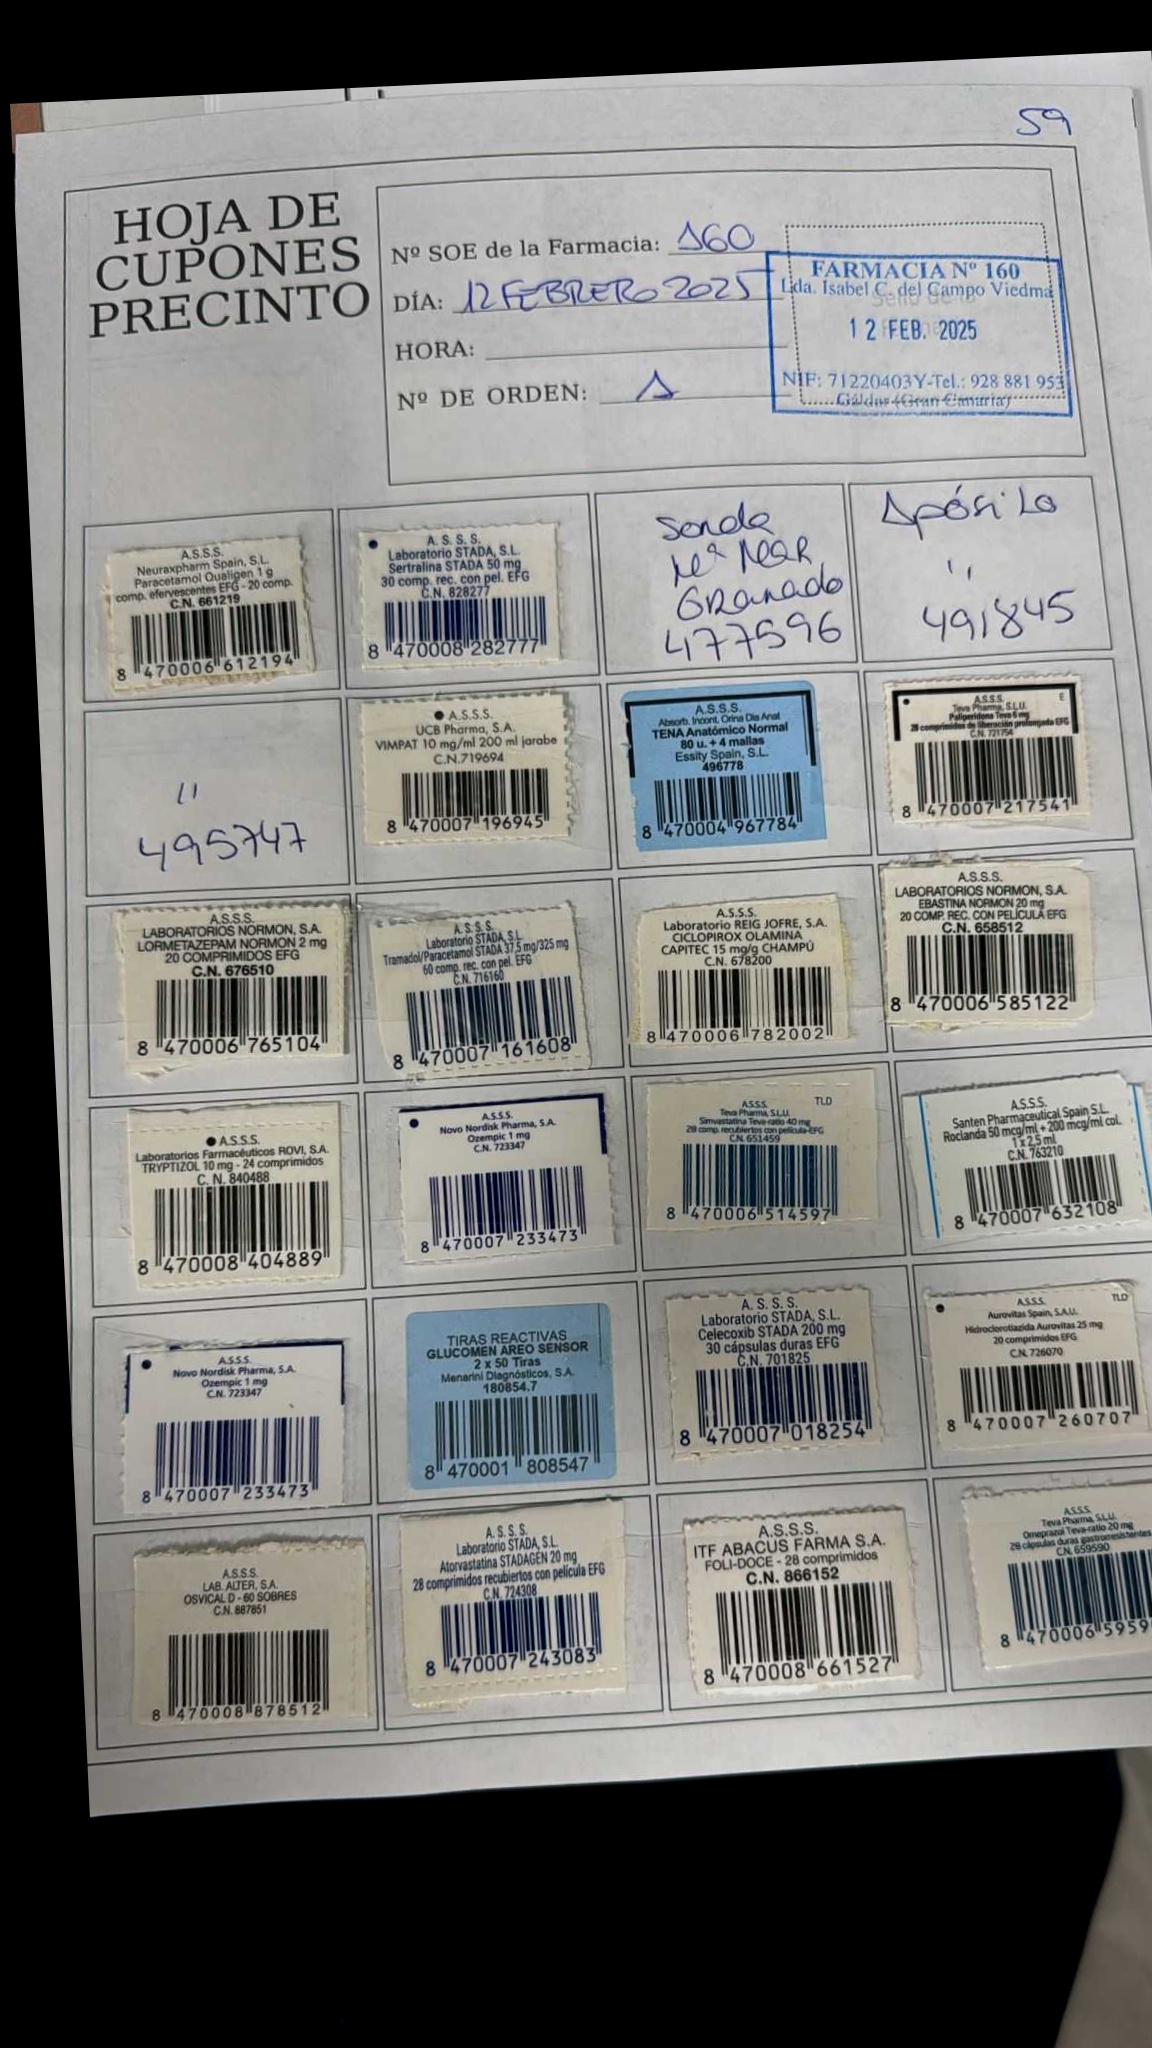 59
HOJA DE
CUPONES
PRECINTO
Nº SOE de la Farmacia: 160
DÍA: 12 FEBRERO 2025
HORA:
Nº DE ORDEN: 1
FARMACIA Nº 160
Lda. Isabel C. del Campo Viedma
Sello de la
12 FEB. 2025
NIF: 71220403Y-Tel.: 928 881 953
Gáldar (Gran Canaria)
A.S.S.S.
Neuraxpharm Spain, S.L.
Paracetamol Qualigen 1 g
comp. efervescentes EFG - 20 comp.
C.N. 661219
8 470006 612194
A. S. S. S.
Laboratorio STADA, S.L.
Sertralina STADA 50 mg
30 comp. rec. con pel. EFG
C.N. 828277
8 470008 282777
Sonda
Mª Mar
Granado
477596
Apósito
"
491845
"
495747
A.S.S.S.
UCB Pharma, S.A.
VIMPAT 10 mg/ml 200 ml jarabe
C.N.719694
8 470007 196945
A.S.S.S.
Absorb. Incont. Orina Dia Anat
TENA Anatómico Normal
80 u. + 4 mallas
Essity Spain, S.L.
496778
8 470004 967784
A.S.S.S.
E
Teva Pharma, S.L.U.
Paliperidona Teva 6 mg
28 comprimidos de liberación prolongada EFG
C.N. 721754
8 470007 217541
A.S.S.S.
LABORATORIOS NORMON, S.A.
LORMETAZEPAM NORMON 2 mg
20 COMPRIMIDOS EFG
C.N. 676510
8 470006 765104
A. S. S. S.
Laboratorio STADA, S.L.
Tramadol/Paracetamol STADA 37,5 mg/325 mg
60 comp. rec. con pel. EFG
C.N. 716160
8 470007 161608
A.S.S.S.
Laboratorio REIG JOFRE, S.A.
CICLOPIROX OLAMINA
CAPITEC 15 mg/g CHAMPÚ
C.N. 678200
8 470006 782002
A.S.S.S.
LABORATORIOS NORMON, S.A.
EBASTINA NORMON 20 mg
20 COMP. REC. CON PELÍCULA EFG
C.N. 658512
8 470006 585122
A.S.S.S.
Laboratorios Farmacéuticos ROVI, S.A.
TRYPTIZOL 10 mg - 24 comprimidos
C. N. 840488
8 470008 404889
A.S.S.S.
Novo Nordisk Pharma, S.A.
Ozempic 1 mg
C.N. 723347
8 470007 233473
A.S.S.S.
TLD
Teva Pharma, S.L.U.
Simvastatina Teva-ratio 40 mg
28 comp. recubiertos con película-EFG
C.N. 651459
8 470006 514597
A.S.S.S.
Santen Pharmaceutical Spain S.L.
Roclanda 50 mcg/ml + 200 mcg/ml col.
1 x 2,5 ml
C.N. 763210
8 470007 632108
A.S.S.S.
Novo Nordisk Pharma, S.A.
Ozempic 1 mg
C.N. 723347
8 470007 233473
TIRAS REACTIVAS
GLUCOMEN AREO SENSOR
2 x 50 Tiras
Menarini Diagnósticos, S.A.
180854.7
8 470001 808547
A. S. S. S.
Laboratorio STADA, S.L.
Celecoxib STADA 200 mg
30 cápsulas duras EFG
C.N. 701825
8 470007 018254
A.S.S.S.
TLD
Aurovitas Spain, S.A.U.
Hidroclorotiazida Aurovitas 25 mg
20 comprimidos EFG
C.N. 726070
8 470007 260707
A.S.S.S.
LAB. ALTER, S.A.
OSVICAL D - 60 SOBRES
C.N. 887851
8 470008 878512
A. S. S. S.
Laboratorio STADA, S.L.
Atorvastatina STADAGEN 20 mg
28 comprimidos recubiertos con película EFG
C.N. 724308
8 470007 243083
A.S.S.S.
ITF ABACUS FARMA S.A.
FOLI-DOCE - 28 comprimidos
C.N. 866152
8 470008 661527
A.S.S.S.
Teva Pharma, S.L.U.
Omeprazol Teva-ratio 20 mg
28 cápsulas duras gastrorresistentes
C.N. 659590
8 470006 5959